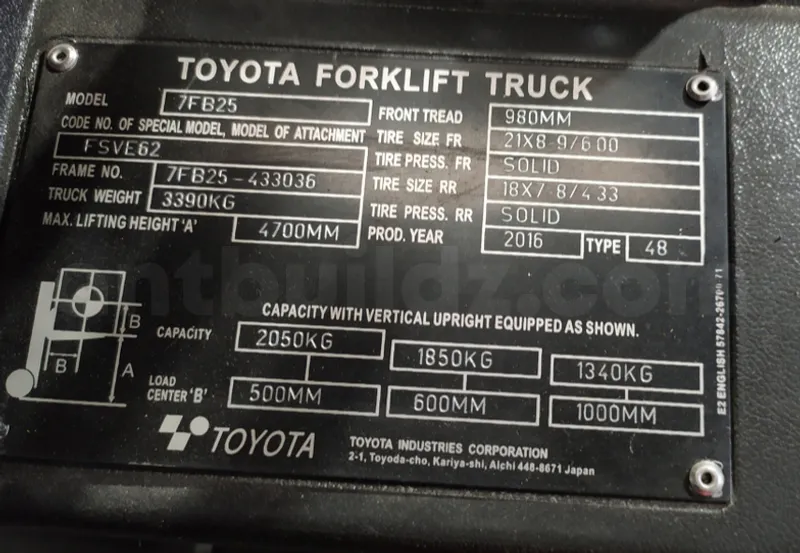 TOYOTA FORKLIFT TRUCK
MODEL 7FB25
CODE NO. OF SPECIAL MODEL, MODEL OF ATTACHMENT
FSVE62
FRAME NO. 7FB25-433036
TRUCK WEIGHT 3390KG
MAX. LIFTING HEIGHT 'A' 4700MM
FRONT TREAD 980MM
TIRE SIZE FR 21X8-9/6.00
TIRE PRESS. FR SOLID
TIRE SIZE RR 18X7-8/4.33
TIRE PRESS. RR SOLID
PROD. YEAR 2016 TYPE 48
CAPACITY WITH VERTICAL UPRIGHT EQUIPPED AS SHOWN.
CAPACITY 2050KG 1850KG 1340KG
LOAD CENTER 'B' 500MM 600MM 1000MM
B
B
A
TOYOTA
TOYOTA INDUSTRIES CORPORATION
2-1, Toyoda-cho, Kariya-shi, Aichi 448-8671 Japan
E2 ENGLISH
ntbuildz.com